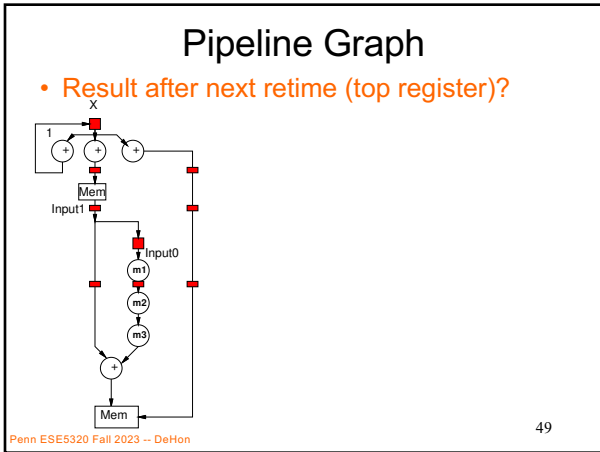 Pipeline Graph
• Result after next retime (top register)?
X
1
+ + +
Mem
Input1
Input0
m1
m2
m3
+
Mem
49
Penn ESE5320 Fall 2023 -- DeHon